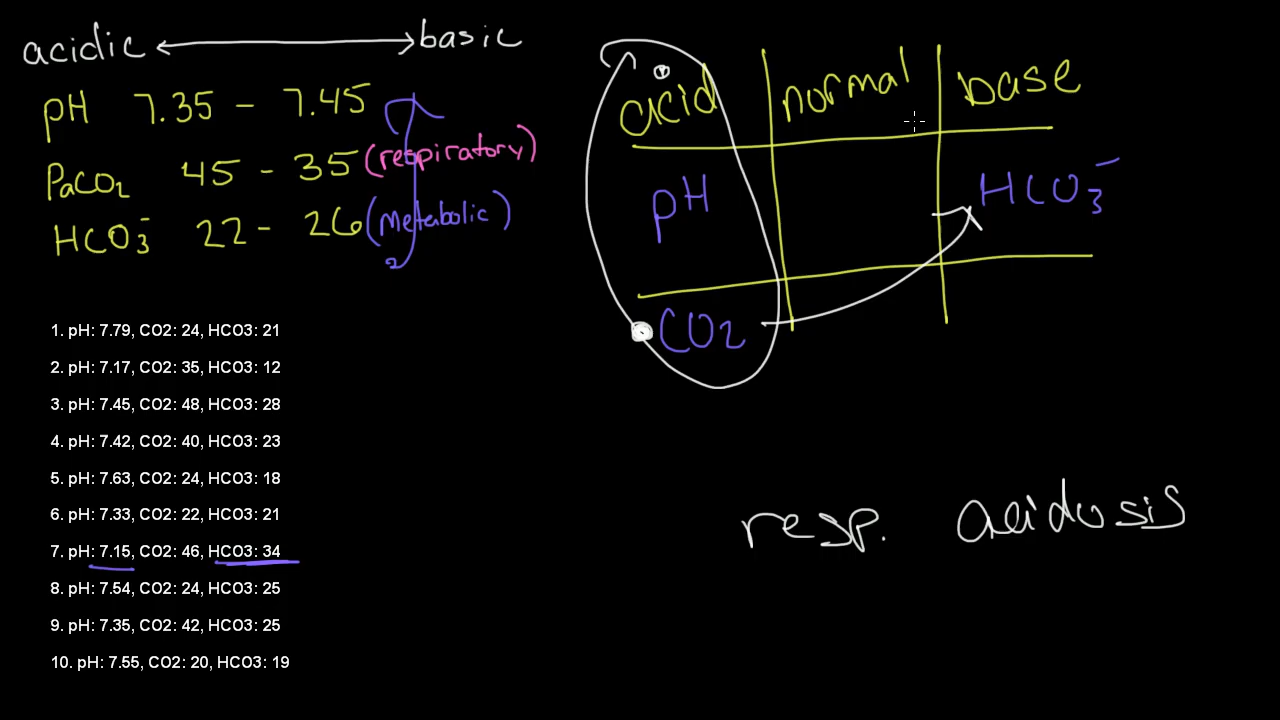 acidic basic
pH 7.35 - 7.45
PaCO2 45 - 35 (respiratory)
HCO3- 22 - 26 (Metabolic)
acid normal base
pH HCO3-
CO2
1. pH: 7.79, CO2: 24, HCO3: 21
2. pH: 7.17, CO2: 35, HCO3: 12
3. pH: 7.45, CO2: 48, HCO3: 28
4. pH: 7.42, CO2: 40, HCO3: 23
5. pH: 7.63, CO2: 24, HCO3: 18
6. pH: 7.33, CO2: 22, HCO3: 21
7. pH: 7.15, CO2: 46, HCO3: 34
8. pH: 7.54, CO2: 24, HCO3: 25
9. pH: 7.35, CO2: 42, HCO3: 25
10. pH: 7.55, CO2: 20, HCO3: 19
resp. acidosis